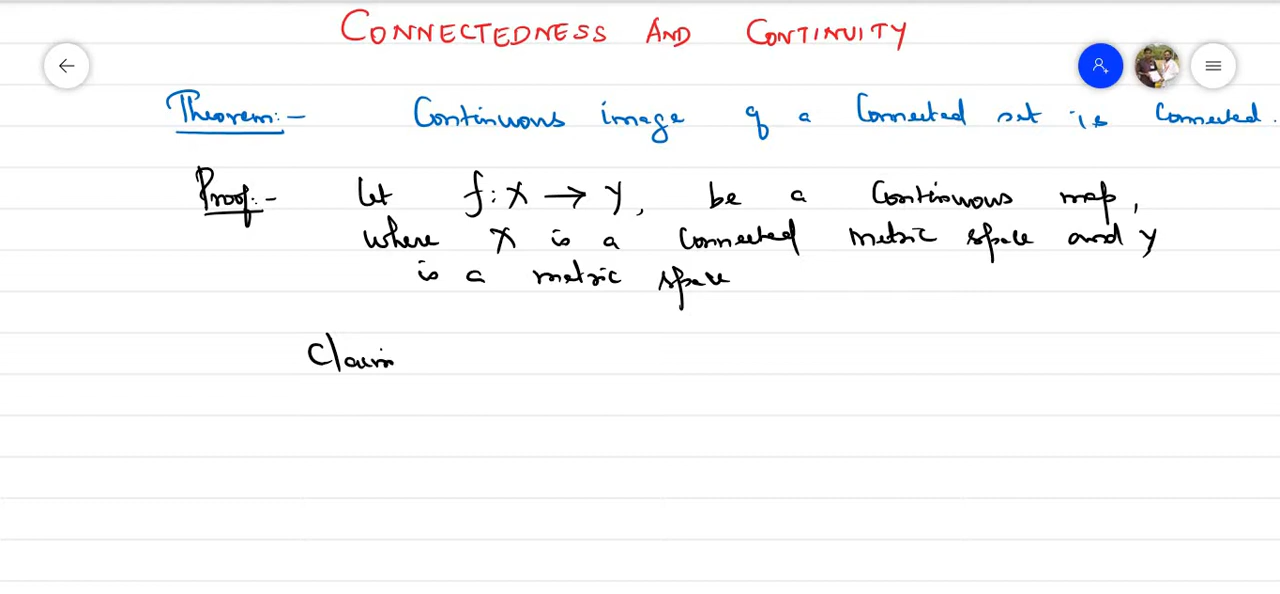 CONNECTEDNESS AND CONTINUITY
Theorem:- Continuous image of a Connected set is Connected.
Proof:- Let f: X → Y, be a Continuous map,
where X is a Connected metric space and Y
is a metric space
Claim